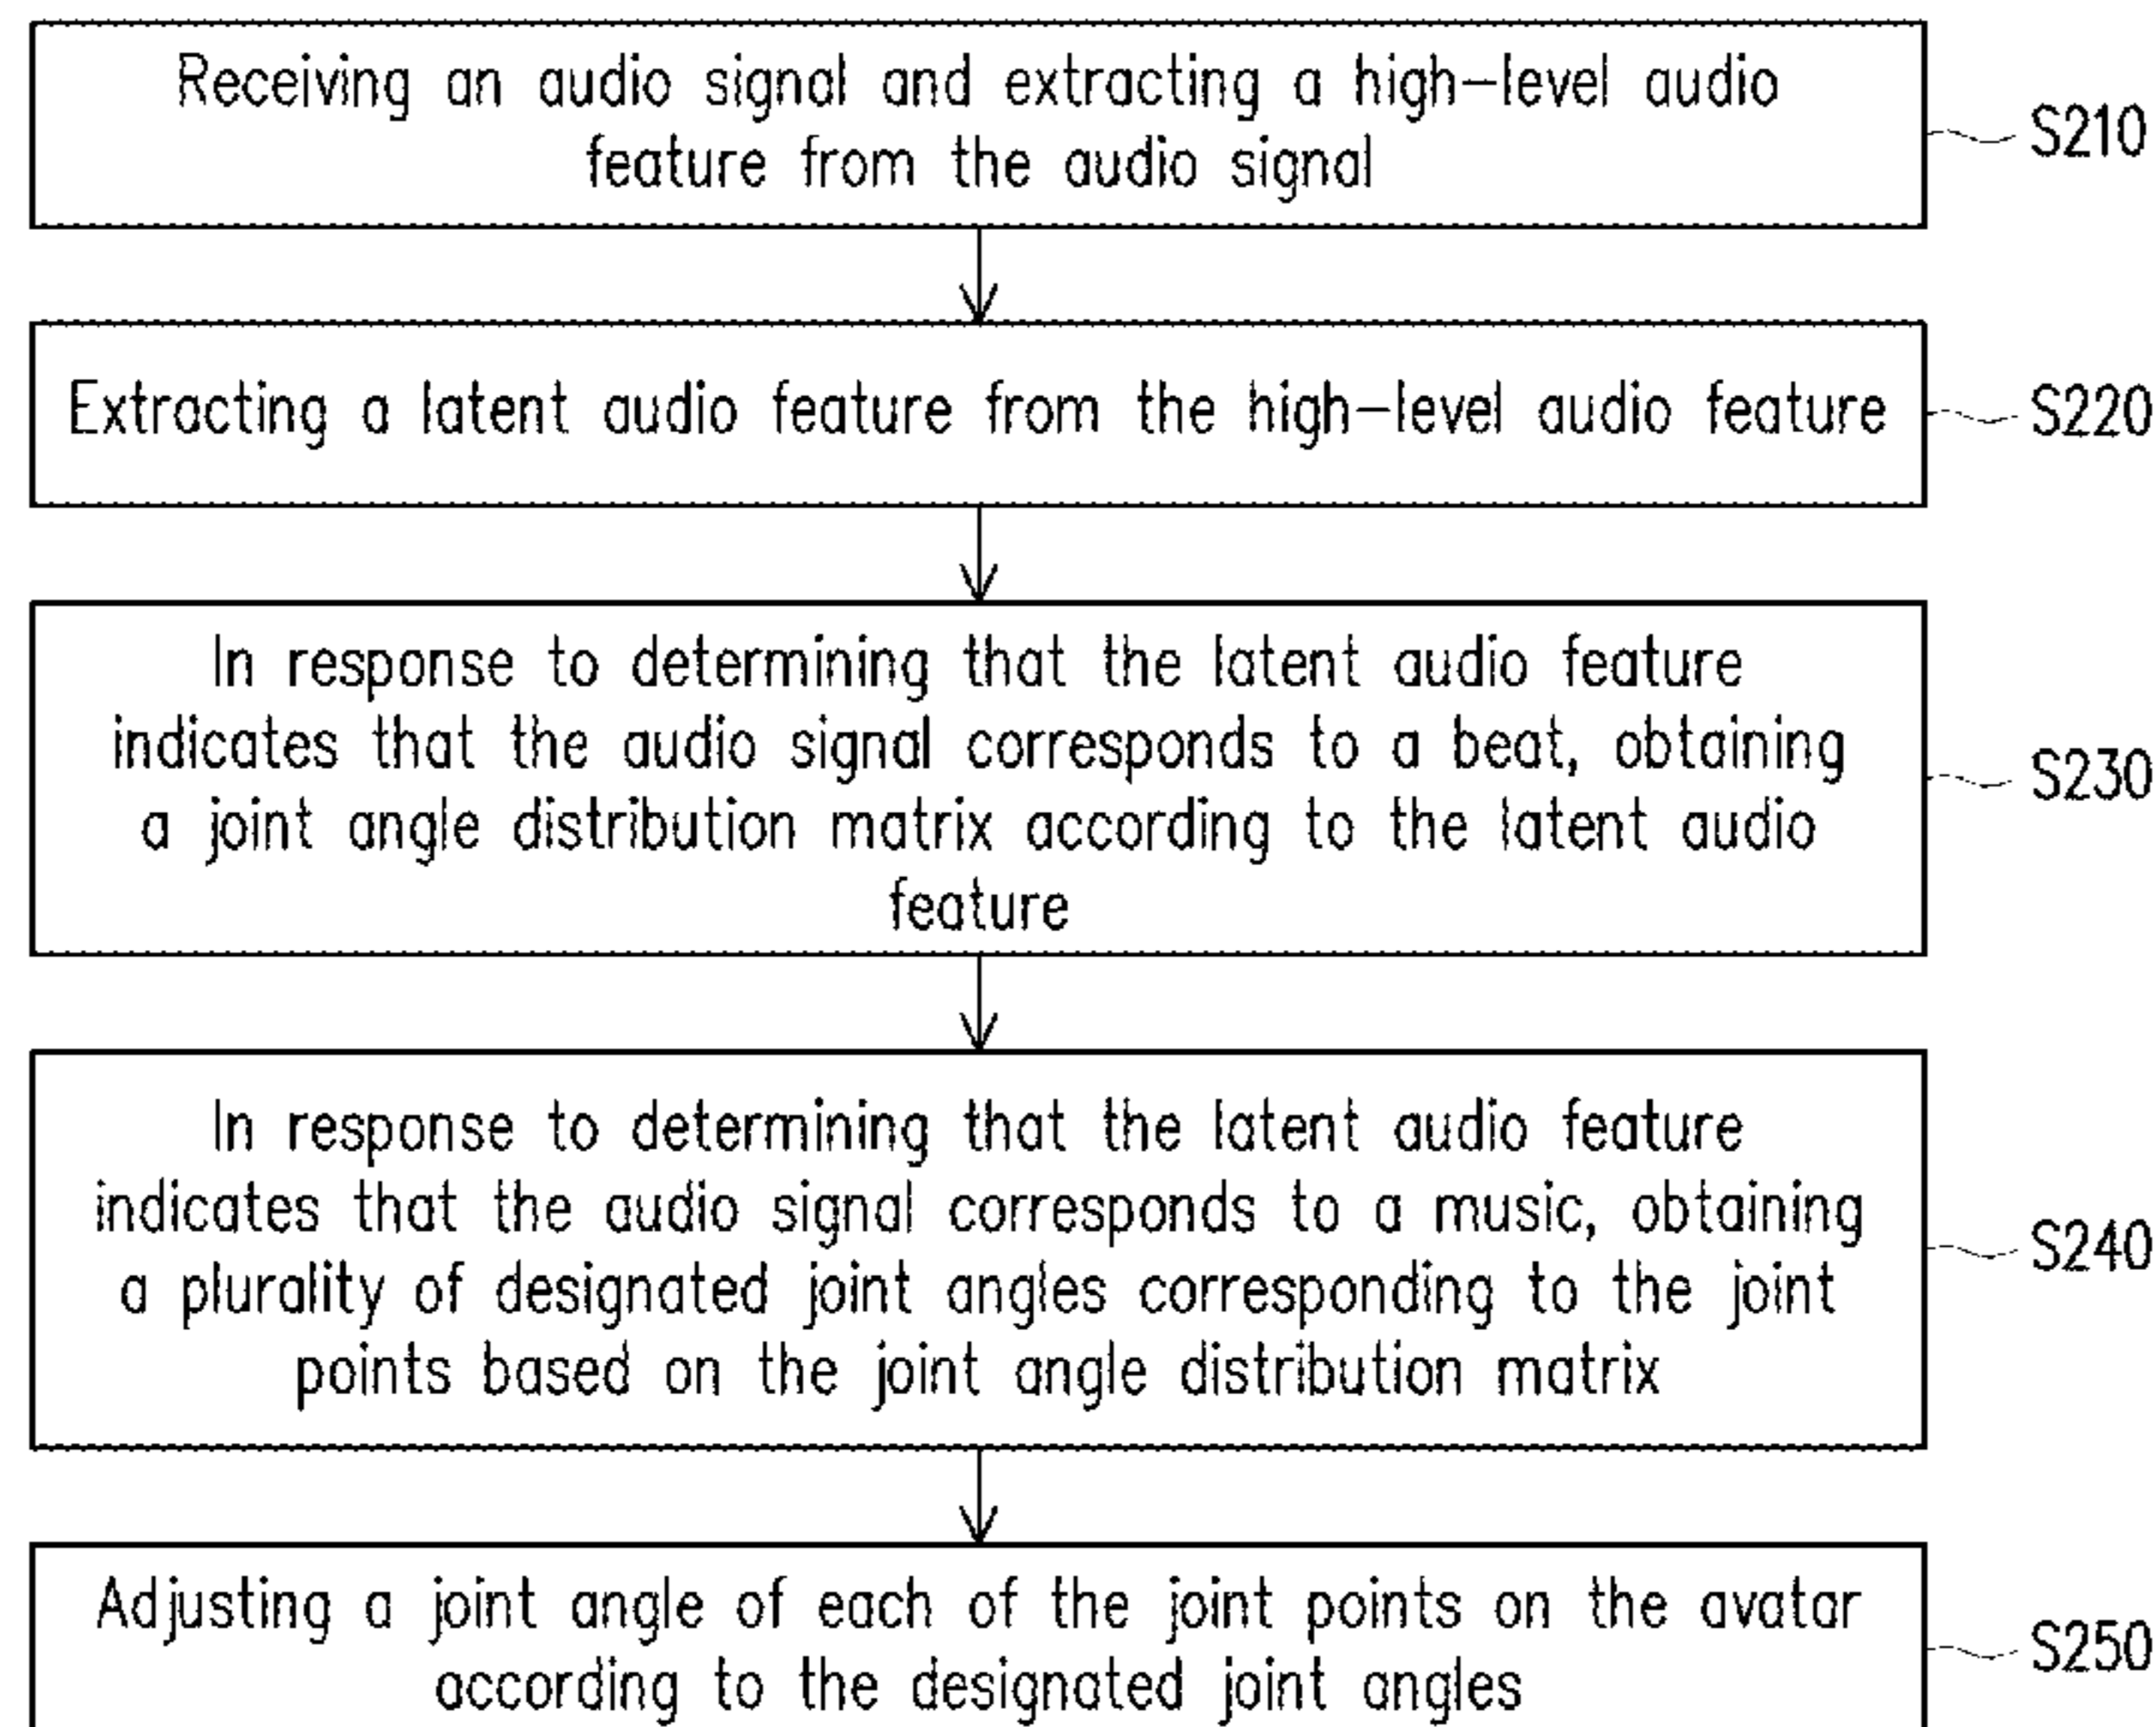 Receiving an audio signal and extracting a high-level audio
feature from the audio signal
S210
Extracting a latent audio feature from the high-level audio feature
S220
In response to determining that the latent audio feature
indicates that the audio signal corresponds to a beat, obtaining
a joint angle distribution matrix according to the latent audio
feature
S230
In response to determining that the latent audio feature
indicates that the audio signal corresponds to a music, obtaining
a plurality of designated joint angles corresponding to the joint
points based on the joint angle distribution matrix
S240
Adjusting a joint angle of each of the joint points on the avatar
according to the designated joint angles
S250